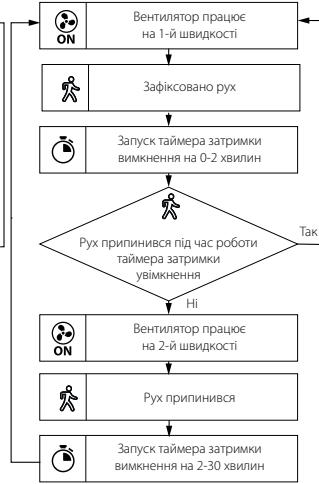 ON
Вентилятор працює
на 1-й швидкості
Зафіксовано рух
Запуск таймера затримки
вимкнення на 0-2 хвилин
Рух припинився під час роботи
таймера затримки
увімкнення
Так
Ні
ON
Вентилятор працює
на 2-й швидкості
Рух припинився
Запуск таймера затримки
вимкнення на 2-30 хвилин